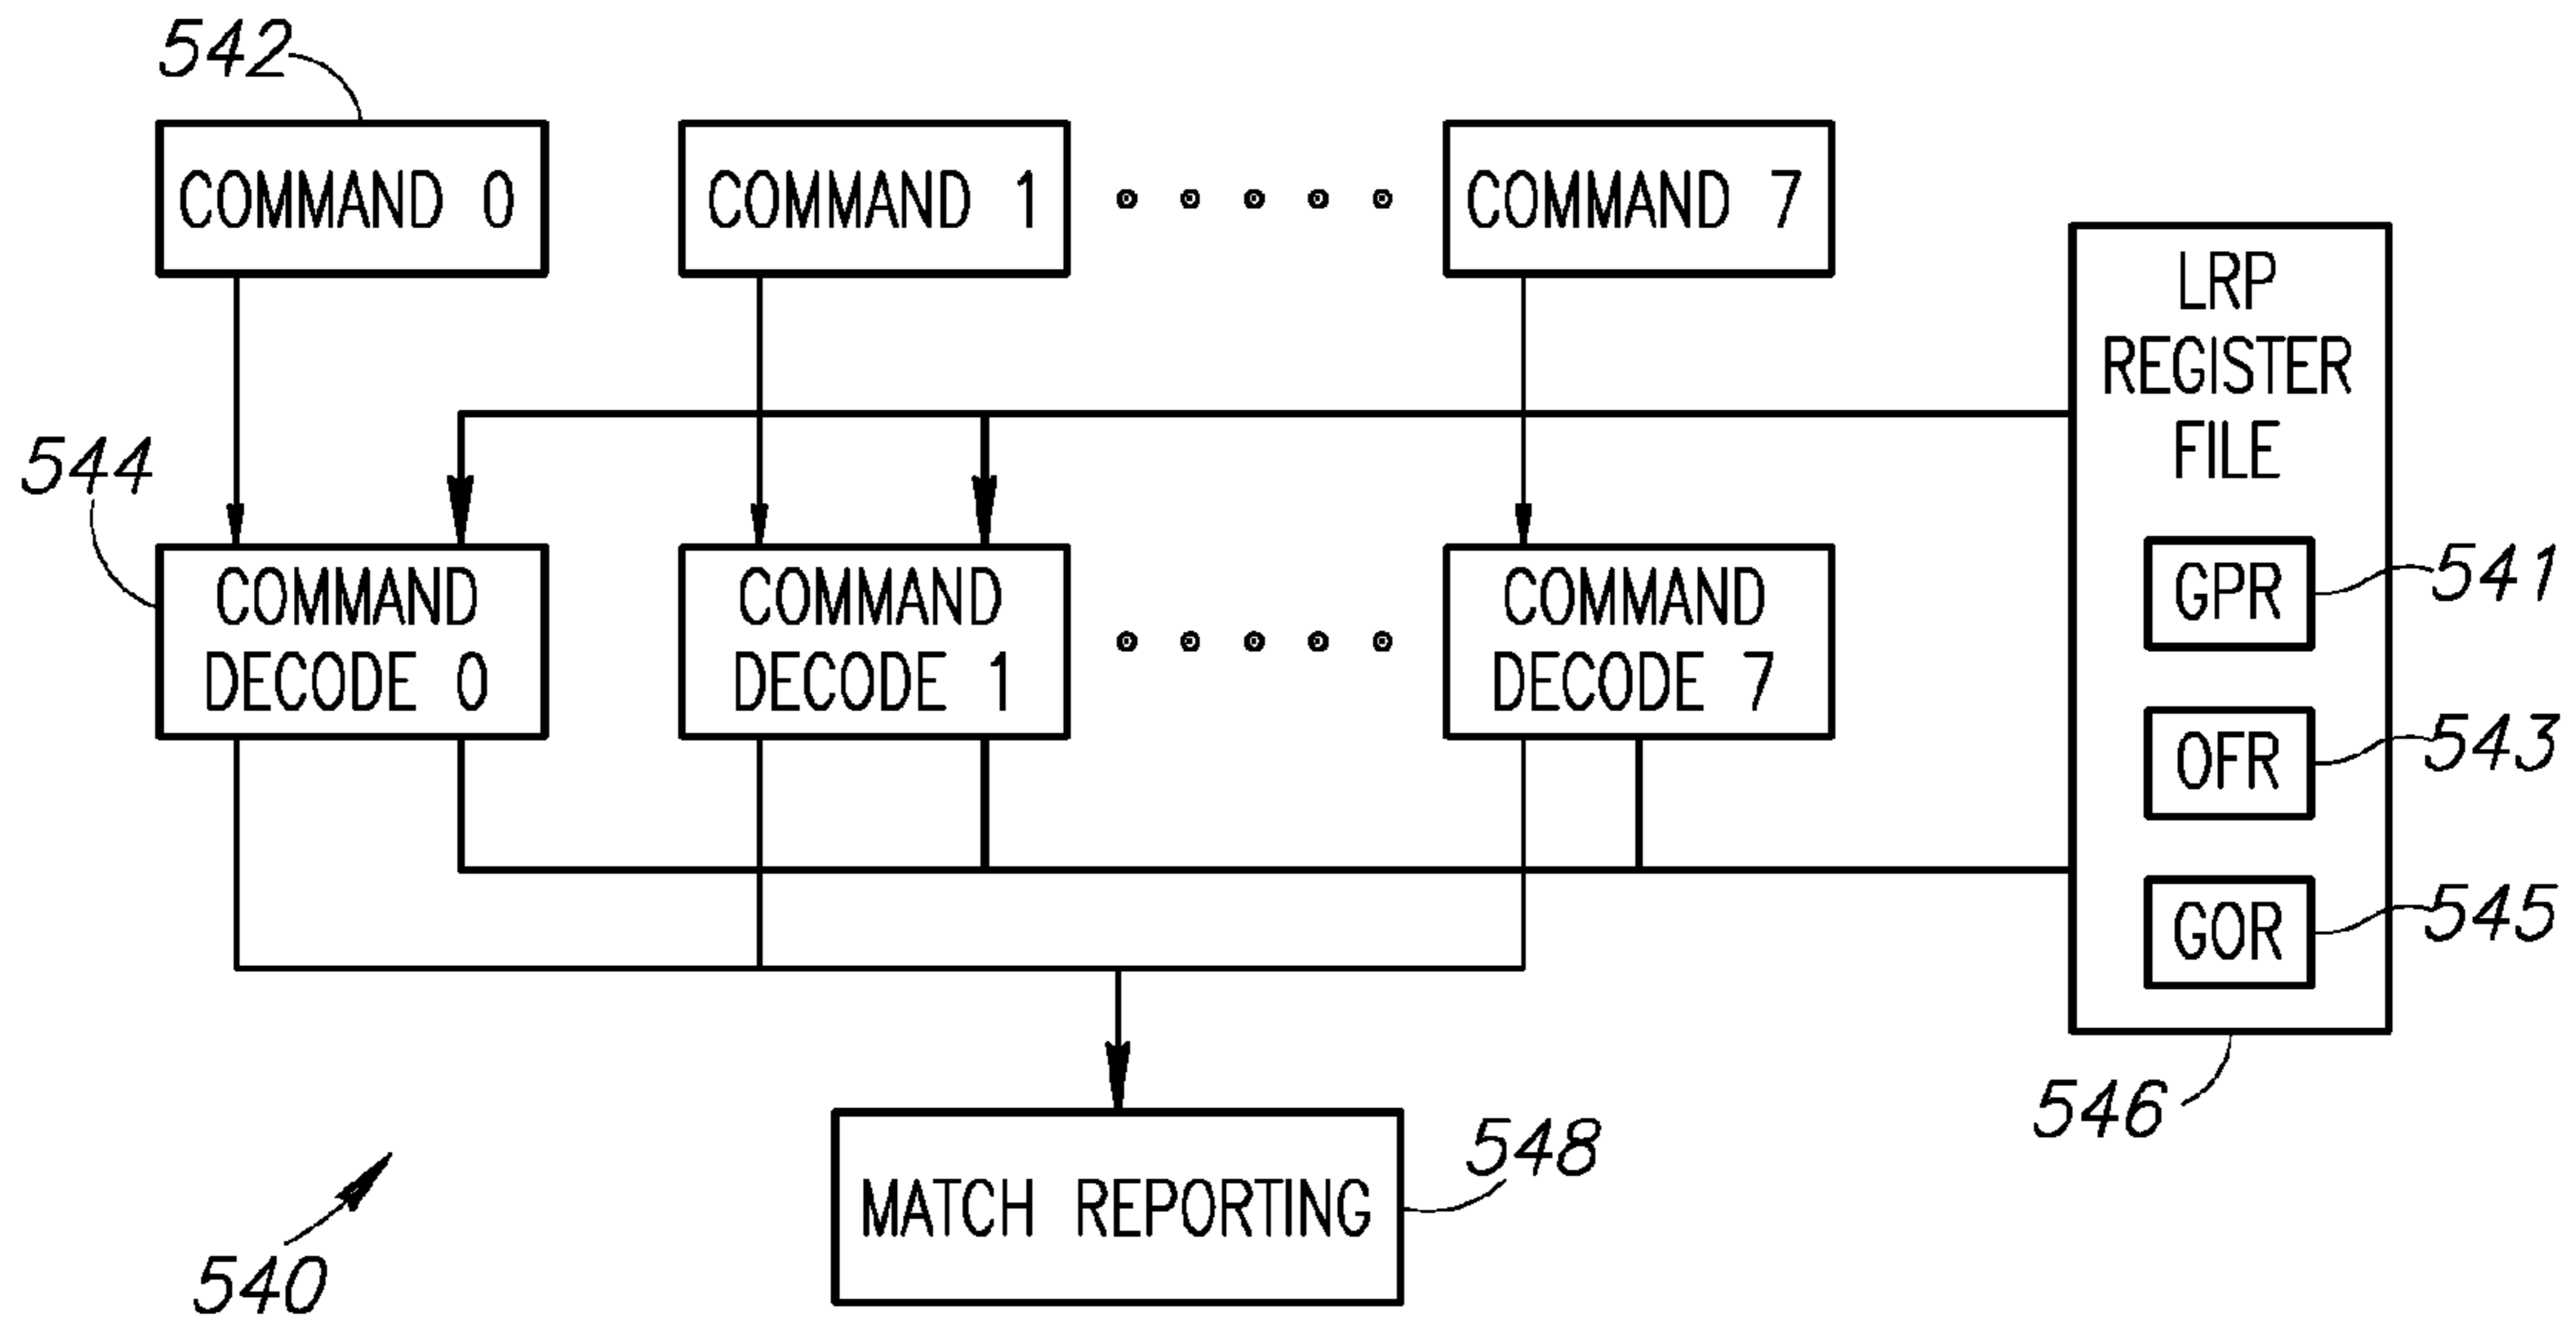 542
COMMAND 0
COMMAND 1
COMMAND 7
LRP
REGISTER
FILE
544
COMMAND
DECODE 0
COMMAND
DECODE 1
COMMAND
DECODE 7
GPR
541
OFR
543
GOR
545
546
548
MATCH REPORTING
540